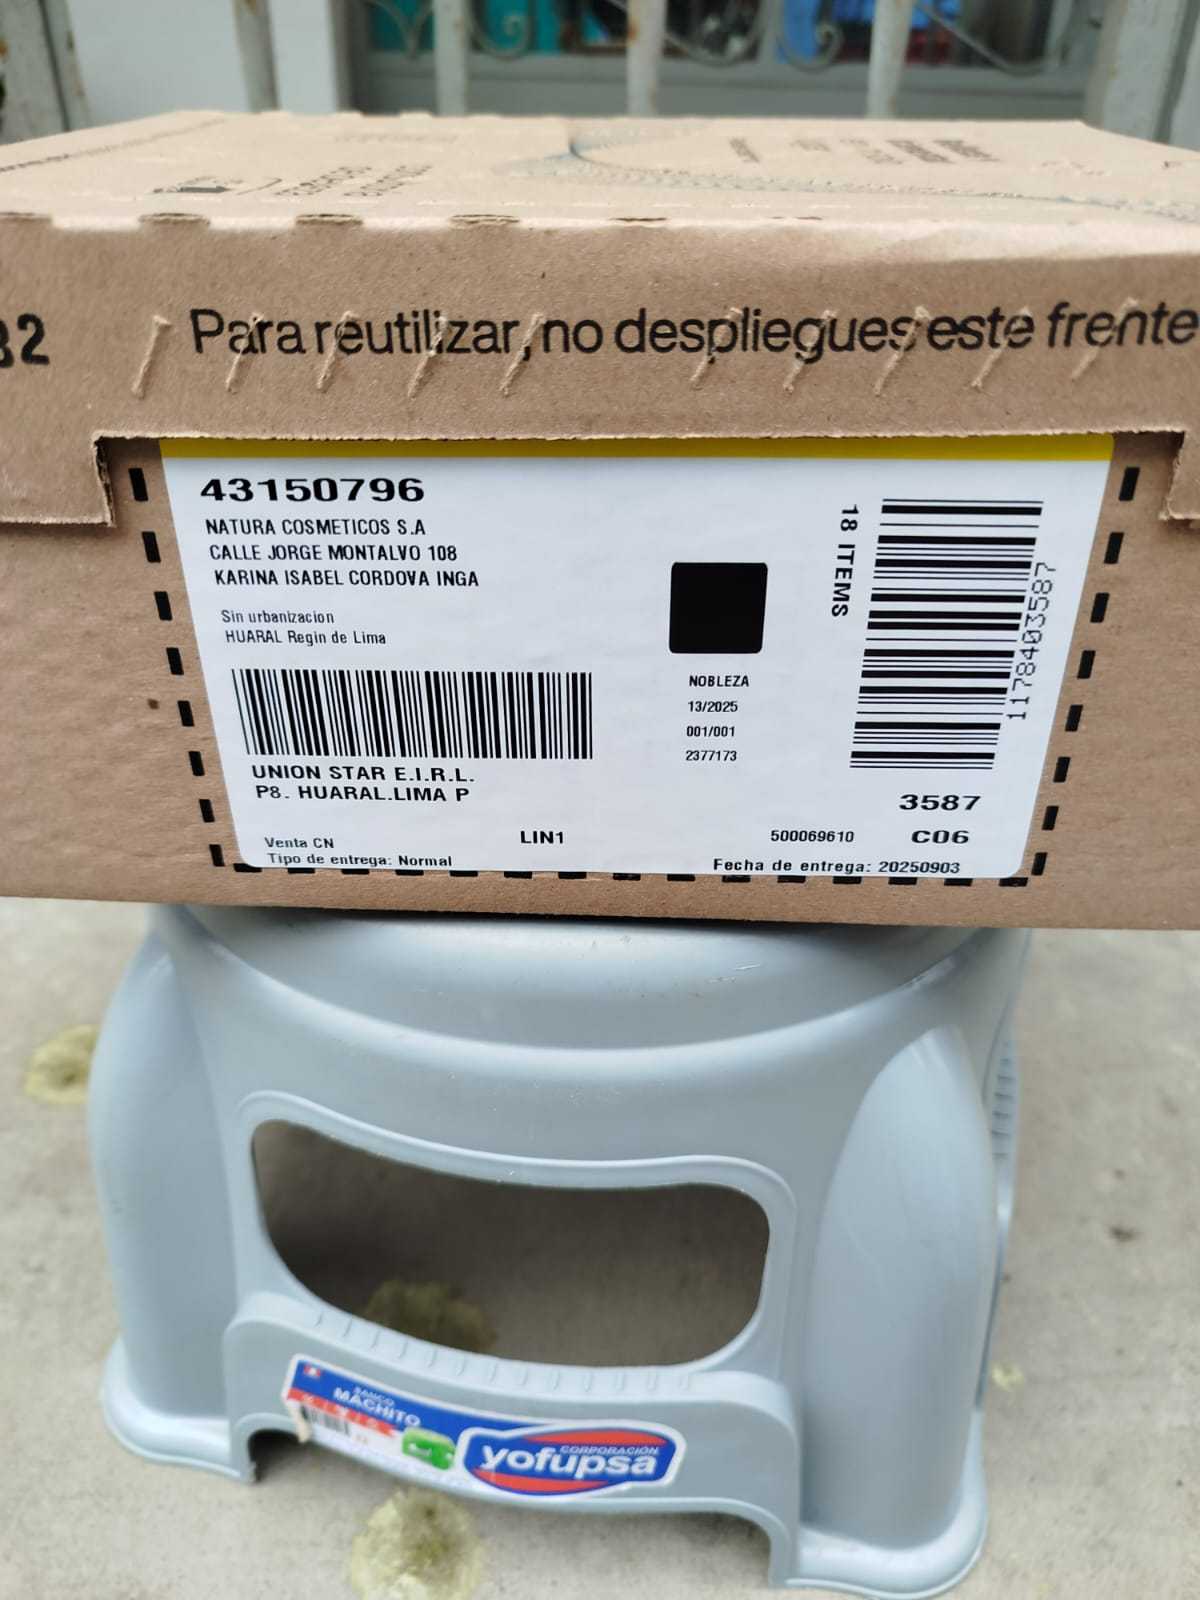 32
Para reutilizar, no despliegues este frente
43150796
NATURA COSMETICOS S.A
CALLE JORGE MONTALVO 108
KARINA ISABEL CORDOVA INGA
Sin urbanizacion
HUARAL Regin de Lima
UNION STAR E.I.R.L.
P8. HUARAL.LIMA P
Venta CN
Tipo de entrega: Normal
LIN1
NOBLEZA
13/2025
001/001
2377173
18 ITEMS
1178403587
3587
500069610
C06
Fecha de entrega: 20250903
BANCO
MACHITO
CORPORACIÓN
yofupsa